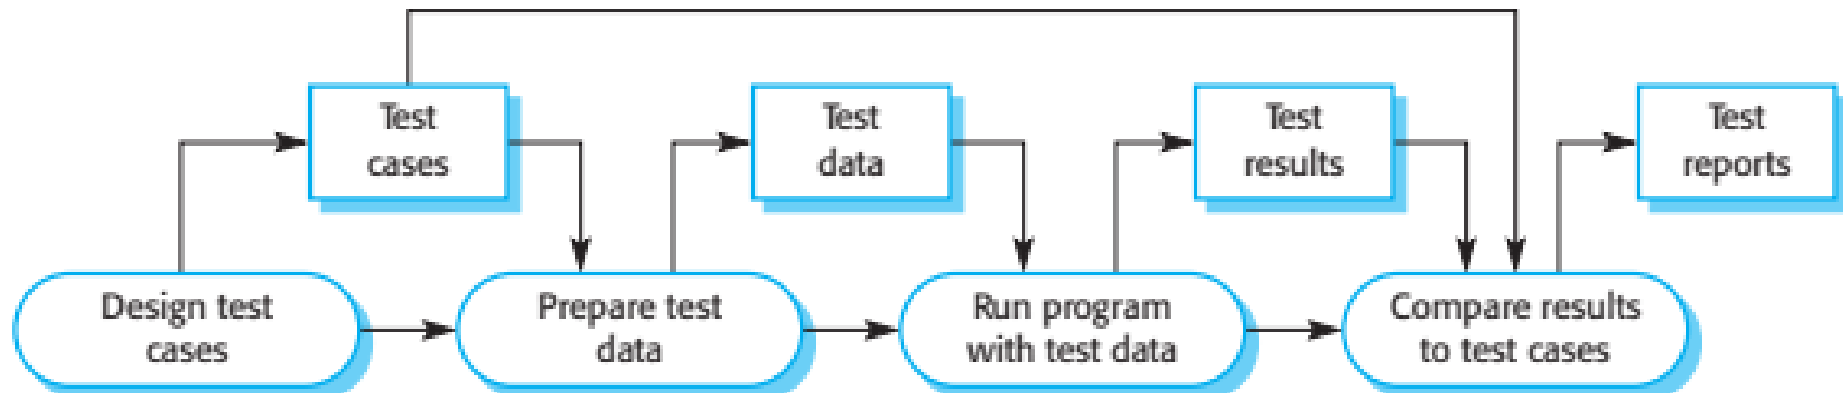 Test
cases
Test
data
Test
results
Test
reports
Design test
cases
Prepare test
data
Run program
with test data
Compare results
to test cases